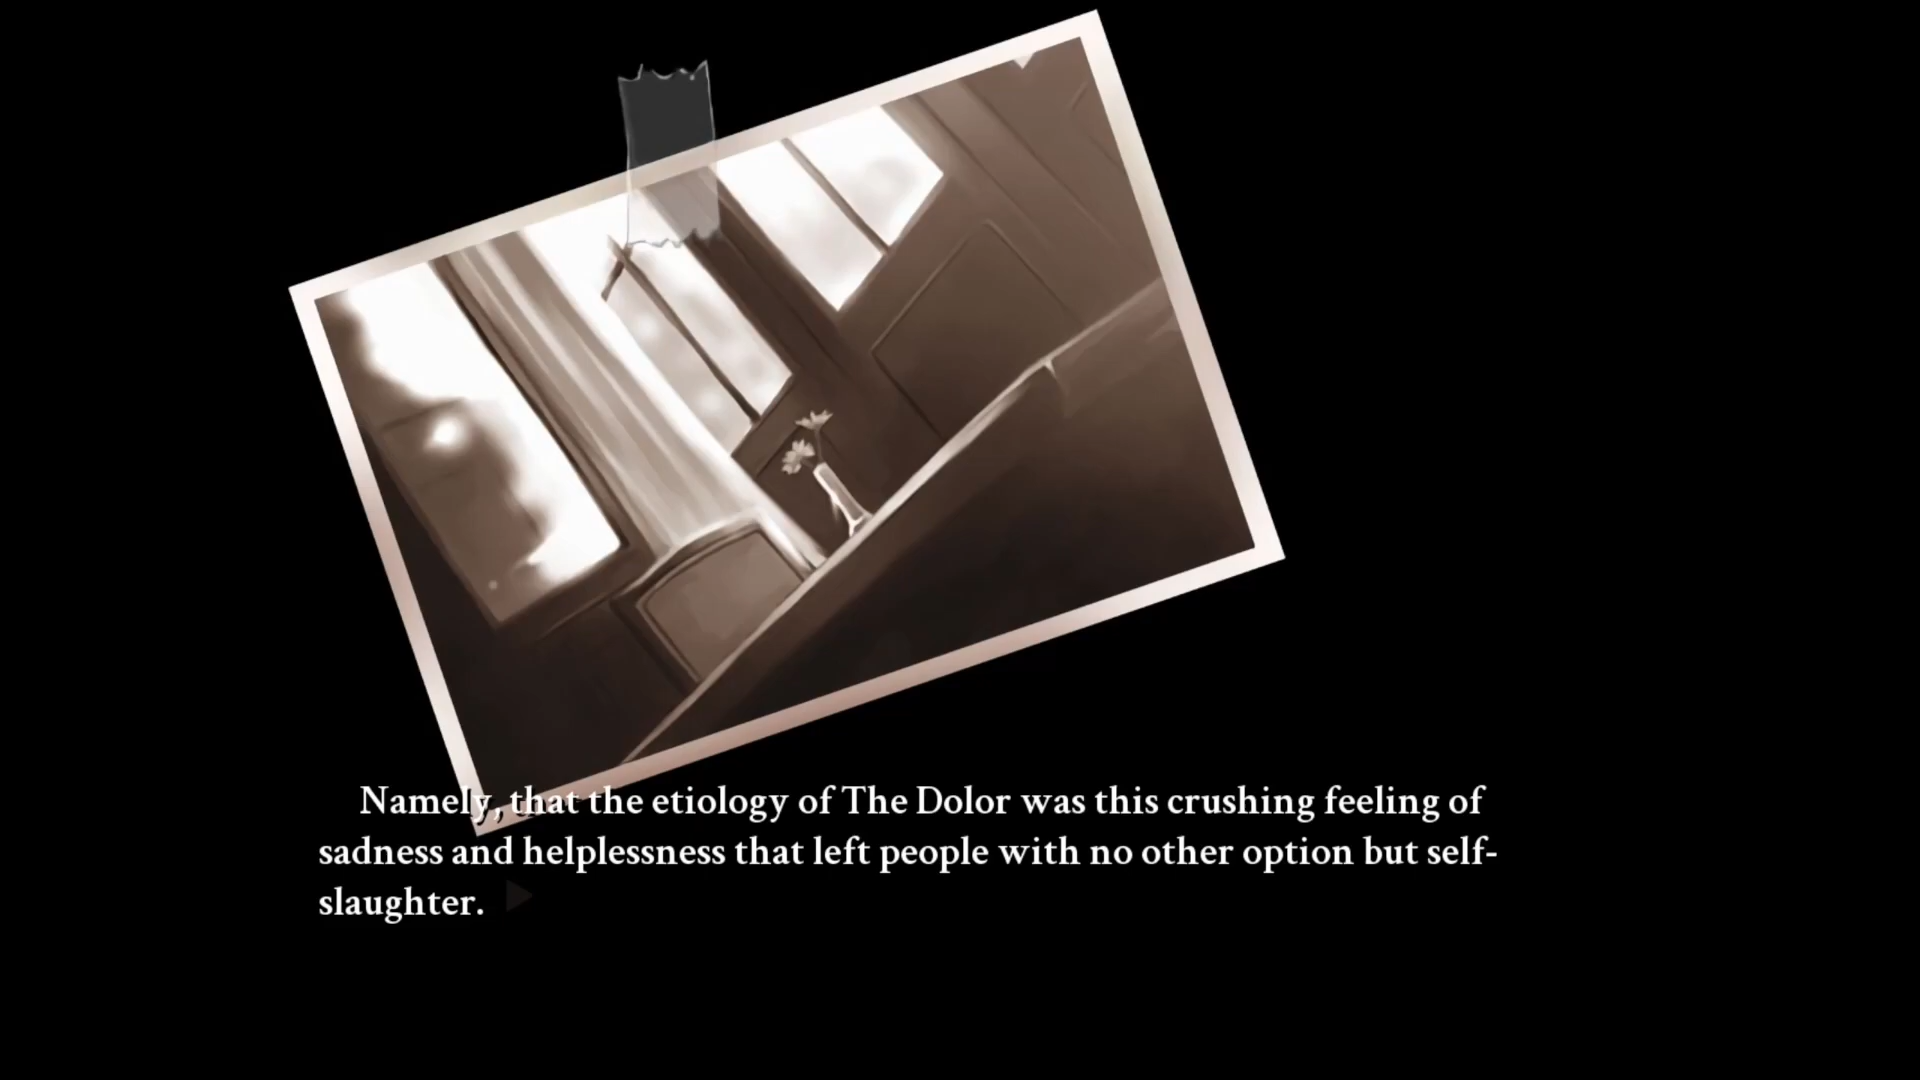 Namely, that the etiology of The Dolor was this crushing feeling of
sadness and helplessness that left people with no other option but self-
slaughter.